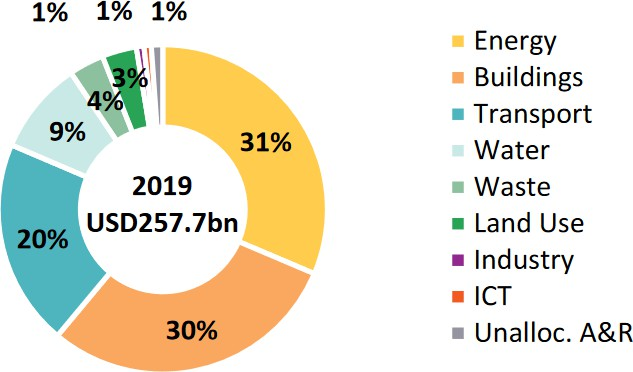 1% 1% 1%
3%
4%
31%
9%
2019
USD257.7bn
20%
30%
Energy
Buildings
Transport
Water
Waste
Land Use
Industry
ICT
Unalloc. A&R